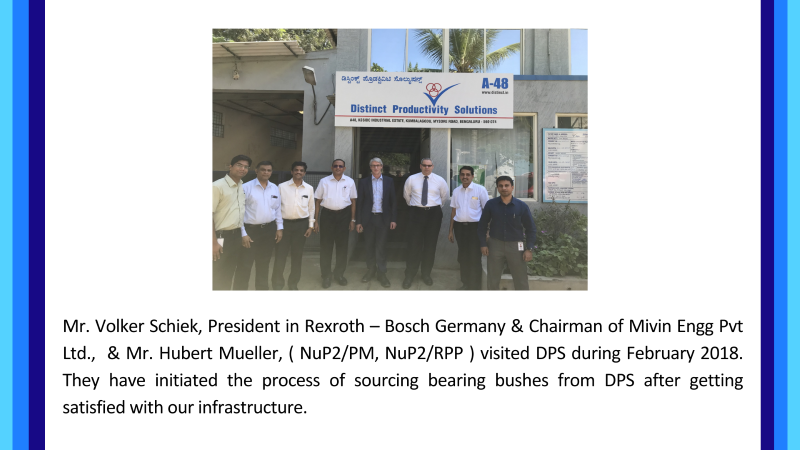 ಡಿಸ್ಟಿಂಕ್ಟ್ ಪ್ರೊಡಕ್ಟಿವಿಟಿ ಸೊಲ್ಯುಷನ್ಸ್
A-48
www.distinct.in
Distinct Productivity Solutions
A48, KSSIDC INDUSTRIAL ESTATE, KUMBALAGODU, MYSORE ROAD, BENGALURU - 560 074
Mr. Volker Schiek, President in Rexroth – Bosch Germany & Chairman of Mivin Engg Pvt
Ltd., & Mr. Hubert Mueller, ( NuP2/PM, NuP2/RPP ) visited DPS during February 2018.
They have initiated the process of sourcing bearing bushes from DPS after getting
satisfied with our infrastructure.